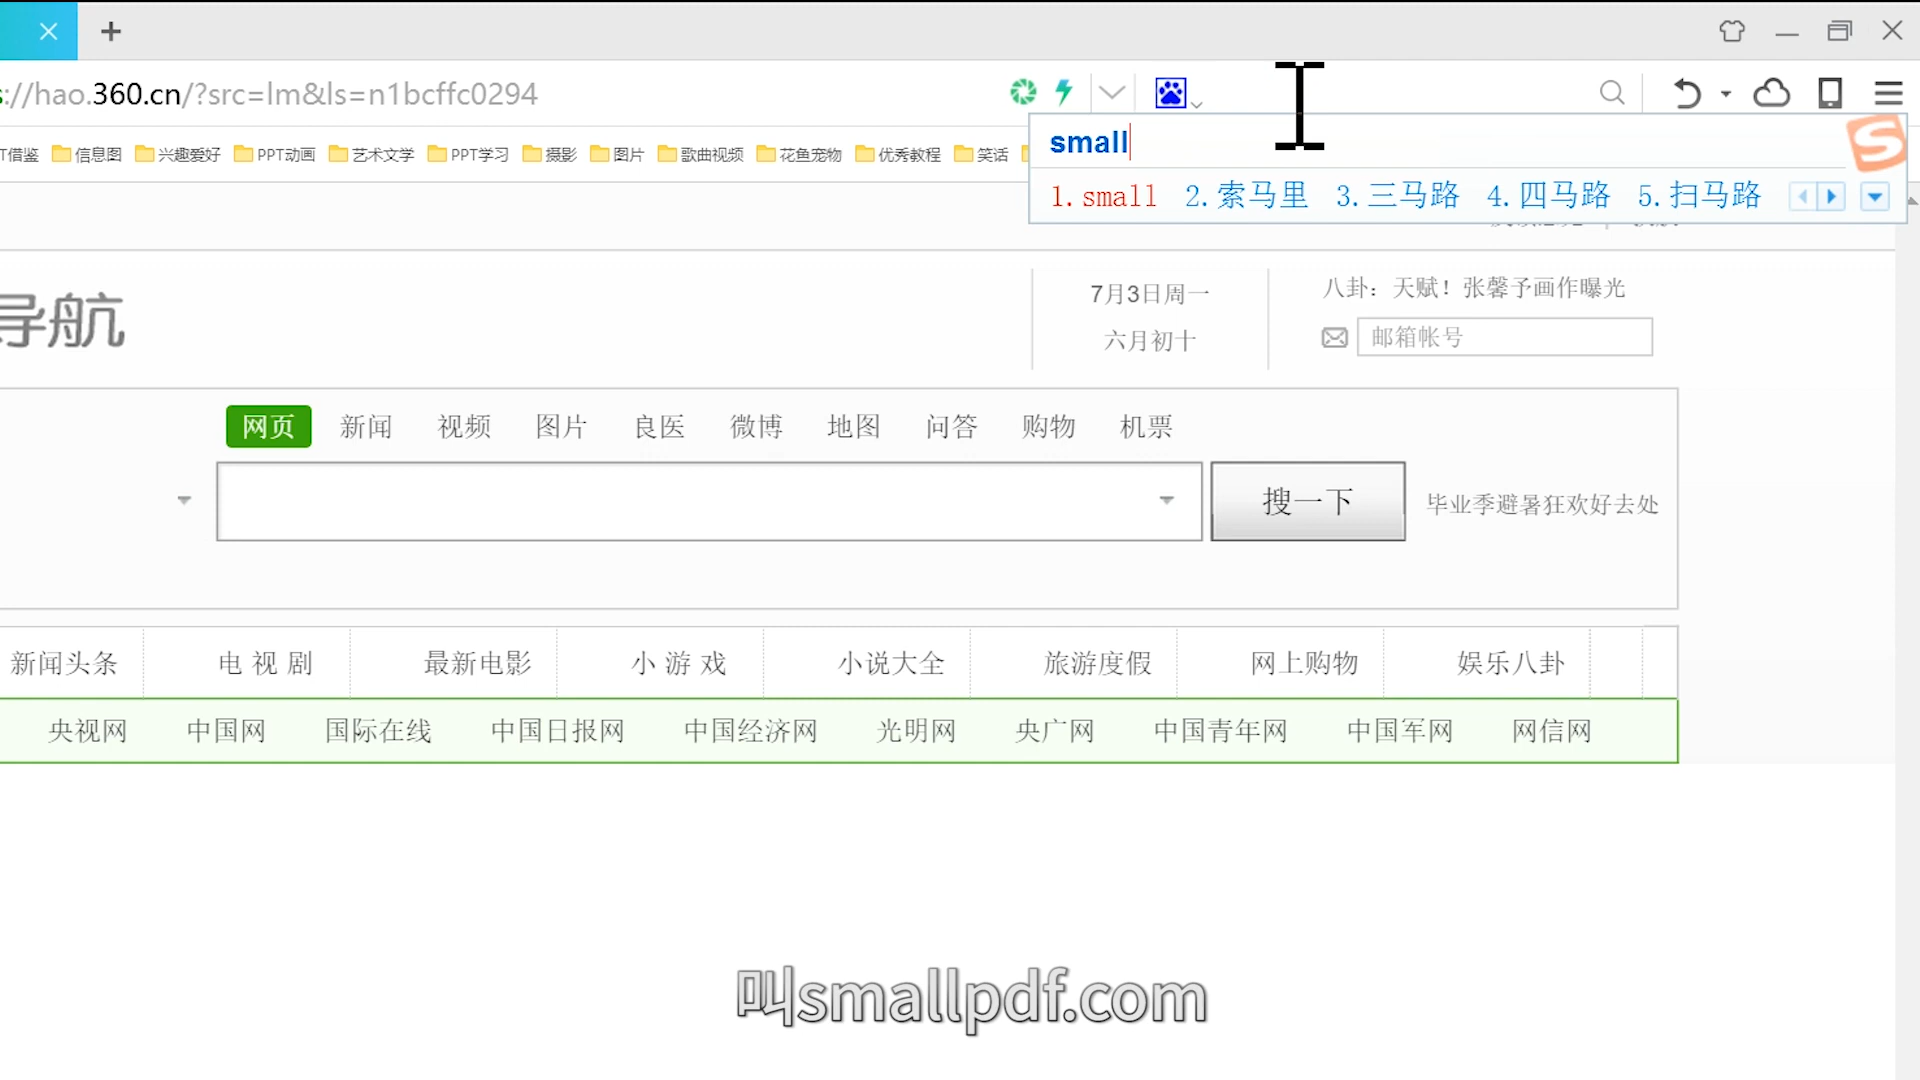 ://hao.360.cn/?src=lm&ls=n1bcffc0294
T借鉴 信息图 兴趣爱好 PPT动画 艺术文学 PPT学习 摄影 图片 歌曲视频 花鱼宠物 优秀教程 笑话
small
1.small 2.索马里 3.三马路 4.四马路 5.扫马路
导航
7月3日周一
六月初十
八卦：天赋！张馨予画作曝光
邮箱帐号
网页 新闻 视频 图片 良医 微博 地图 问答 购物 机票
搜一下
毕业季避暑狂欢好去处
新闻头条 电视剧 最新电影 小游戏 小说大全 旅游度假 网上购物 娱乐八卦
央视网 中国网 国际在线 中国日报网 中国经济网 光明网 央广网 中国青年网 中国军网 网信网
叫smallpdf.com